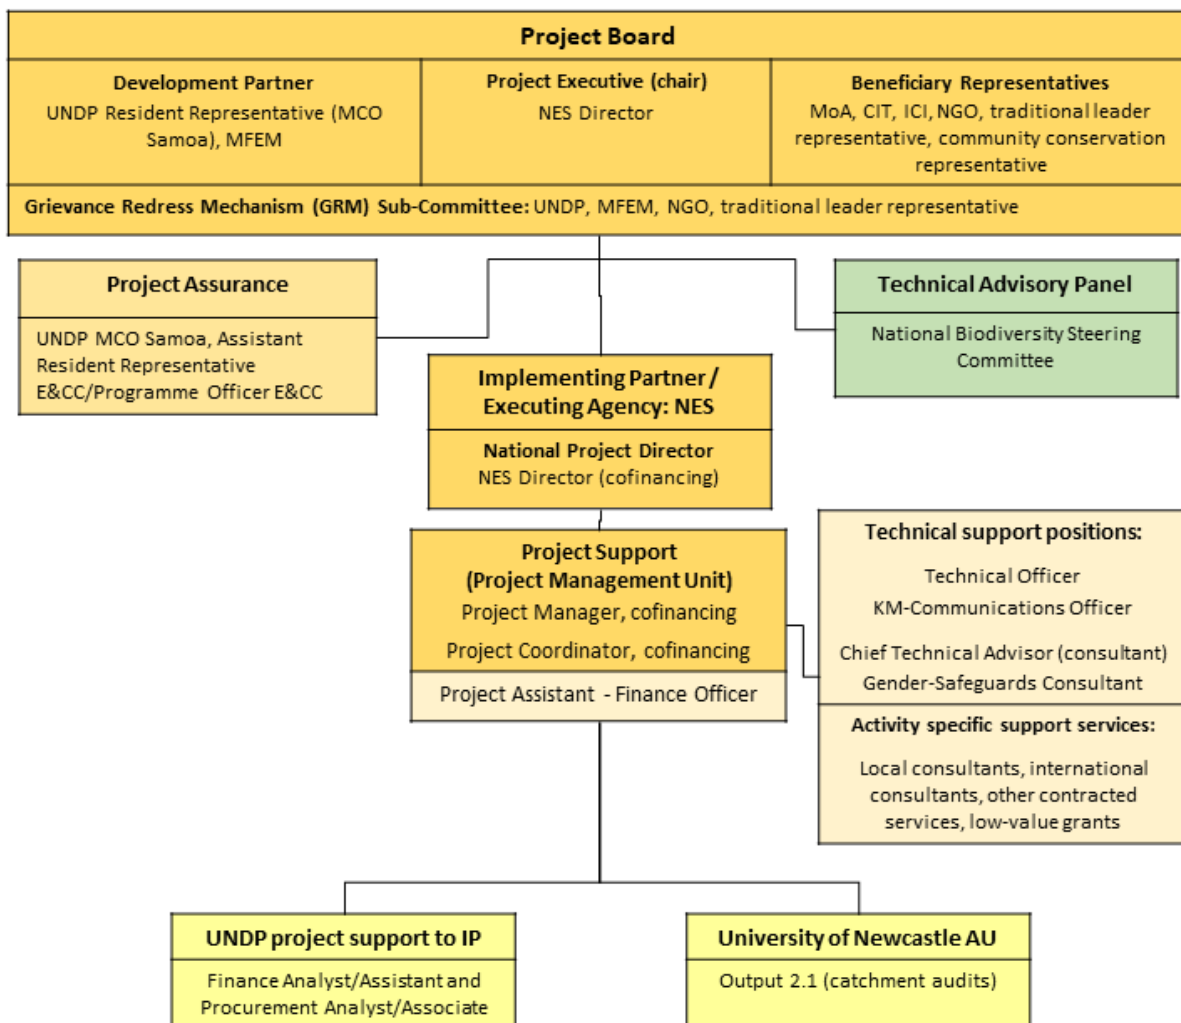 Project Board
Development Partner
UNDP Resident Representative (MCO
Samoa), MFEM
Project Executive (chair)
NES Director
Beneficiary Representatives
MoA, CIT, ICI, NGO, traditional leader
representative, community conservation
representative
Grievance Redress Mechanism (GRM) Sub-Committee: UNDP, MFEM, NGO, traditional leader representative
Project Assurance
UNDP MCO Samoa, Assistant
Resident Representative
E&CC/Programme Officer E&CC
Technical Advisory Panel
National Biodiversity Steering
Committee
Implementing Partner /
Executing Agency: NES
National Project Director
NES Director (cofinancing)
Project Support
(Project Management Unit)
Project Manager, cofinancing
Project Coordinator, cofinancing
Project Assistant - Finance Officer
Technical support positions:
Technical Officer
KM-Communications Officer
Chief Technical Advisor (consultant)
Gender-Safeguards Consultant
Activity specific support services:
Local consultants, international
consultants, other contracted
services, low-value grants
UNDP project support to IP
Finance Analyst/Assistant and
Procurement Analyst/Associate
University of Newcastle AU
Output 2.1 (catchment audits)